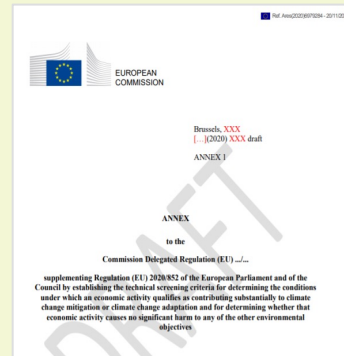 Ref. Ares(2020)6979284 - 20/11/202
EUROPEAN
COMMISSION
Brussels, XXX
[…](2020) XXX draft
ANNEX 1
ANNEX
to the
Commission Delegated Regulation (EU) .../...
supplementing Regulation (EU) 2020/852 of the European Parliament and of the
Council by establishing the technical screening criteria for determining the conditions
under which an economic activity qualifies as contributing substantially to climate
change mitigation or climate change adaptation and for determining whether that
economic activity causes no significant harm to any of the other environmental
objectives
DRAFT